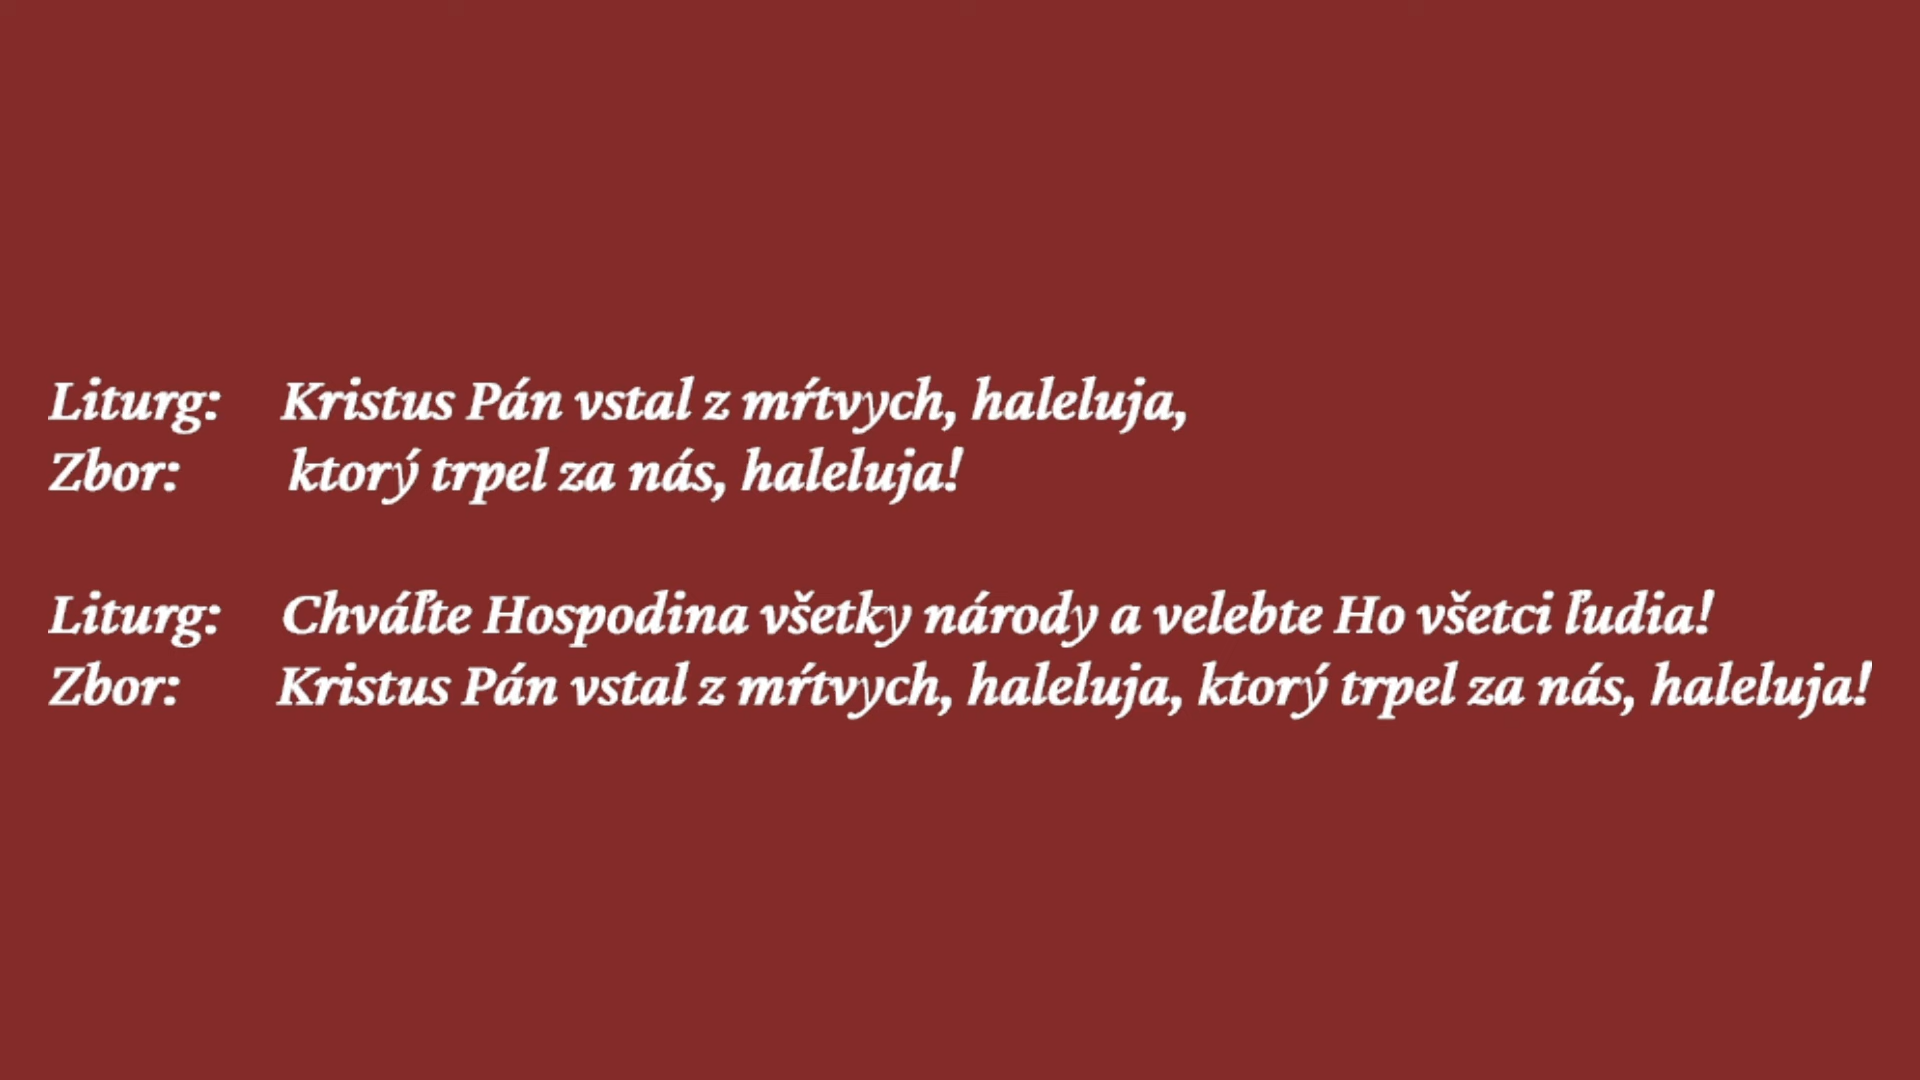 Liturg: Kristus Pán vstal z mŕtvych, haleluja,
Zbor: ktorý trpel za nás, haleluja!
Liturg: Chváľte Hospodina všetky národy a velebte Ho všetci ľudia!
Zbor: Kristus Pán vstal z mŕtvych, haleluja, ktorý trpel za nás, haleluja!